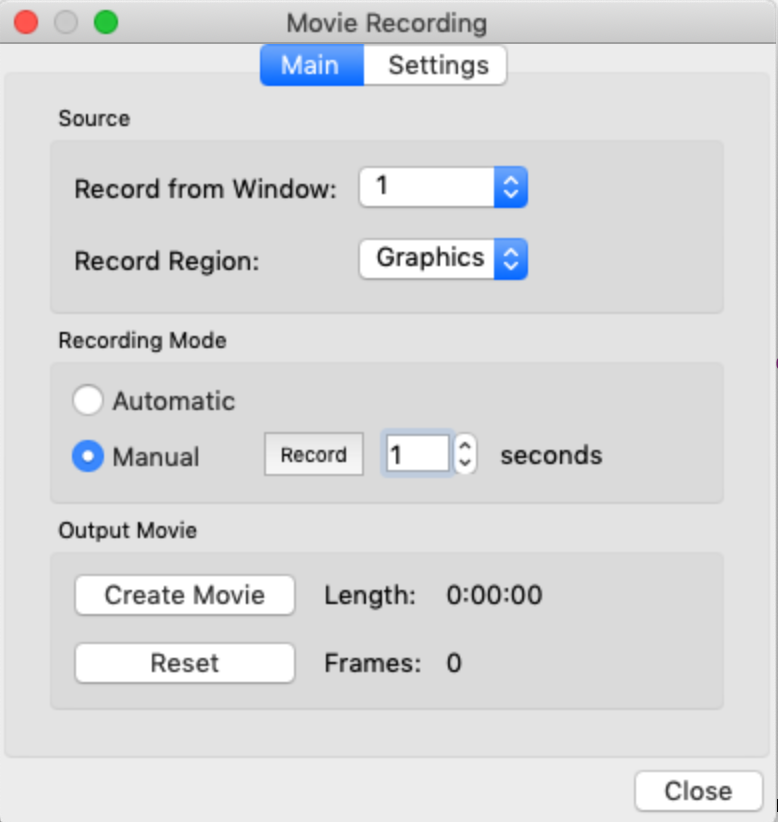 Movie Recording
Main Settings
Source
Record from Window: 1
Record Region: Graphics
Recording Mode
Automatic
Manual Record 1 seconds
Output Movie
Create Movie Length: 0:00:00
Reset Frames: 0
Close